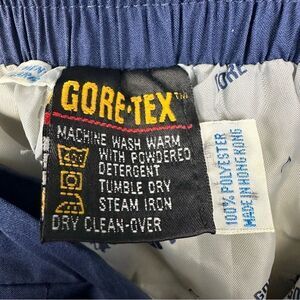 GORE-TEX™
MACHINE WASH WARM
WITH POWDERED
DETERGENT
TUMBLE DRY
STEAM IRON
DRY CLEAN-OVER
100% POLYESTER
MADE IN HONG KONG